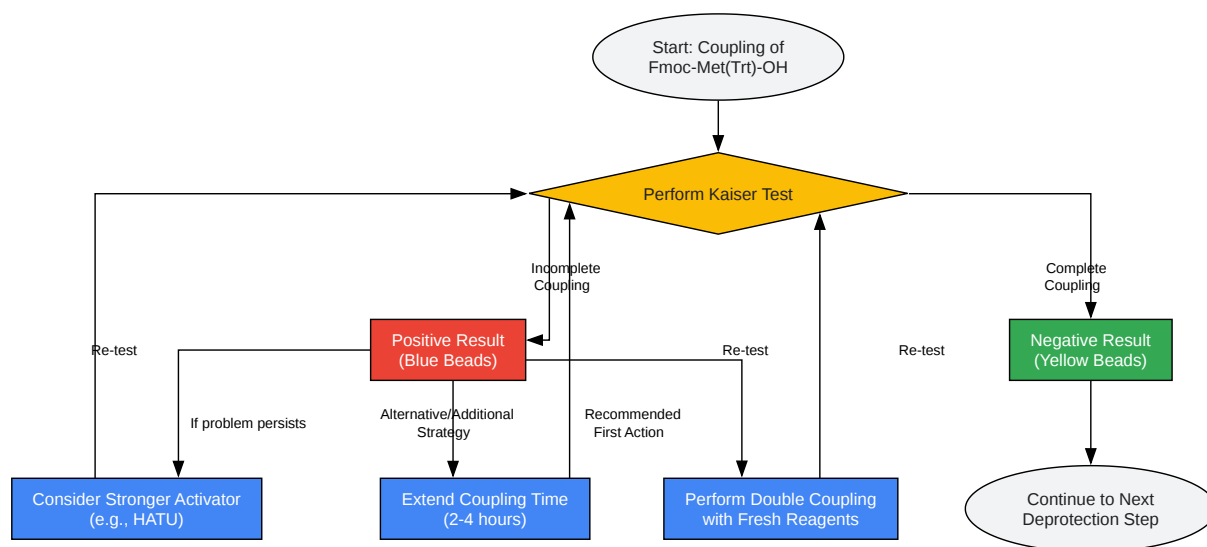 Start: Coupling of
Fmoc-Met(Trt)-OH
Perform Kaiser Test
Incomplete
Coupling
Complete
Coupling
Positive Result
(Blue Beads)
Negative Result
(Yellow Beads)
Re-test
Re-test
Re-test
If problem persists
Alternative/Additional
Strategy
Recommended
First Action
Consider Stronger Activator
(e.g., HATU)
Extend Coupling Time
(2-4 hours)
Perform Double Coupling
with Fresh Reagents
Continue to Next
Deprotection Step